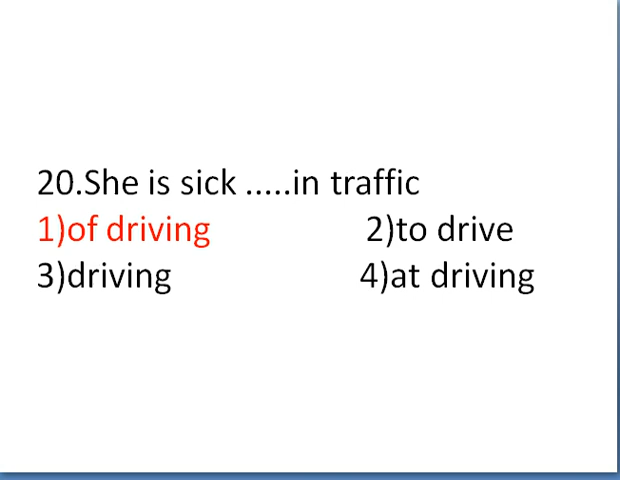 20.She is sick .....in traffic
1)of driving 2)to drive
3)driving 4)at driving